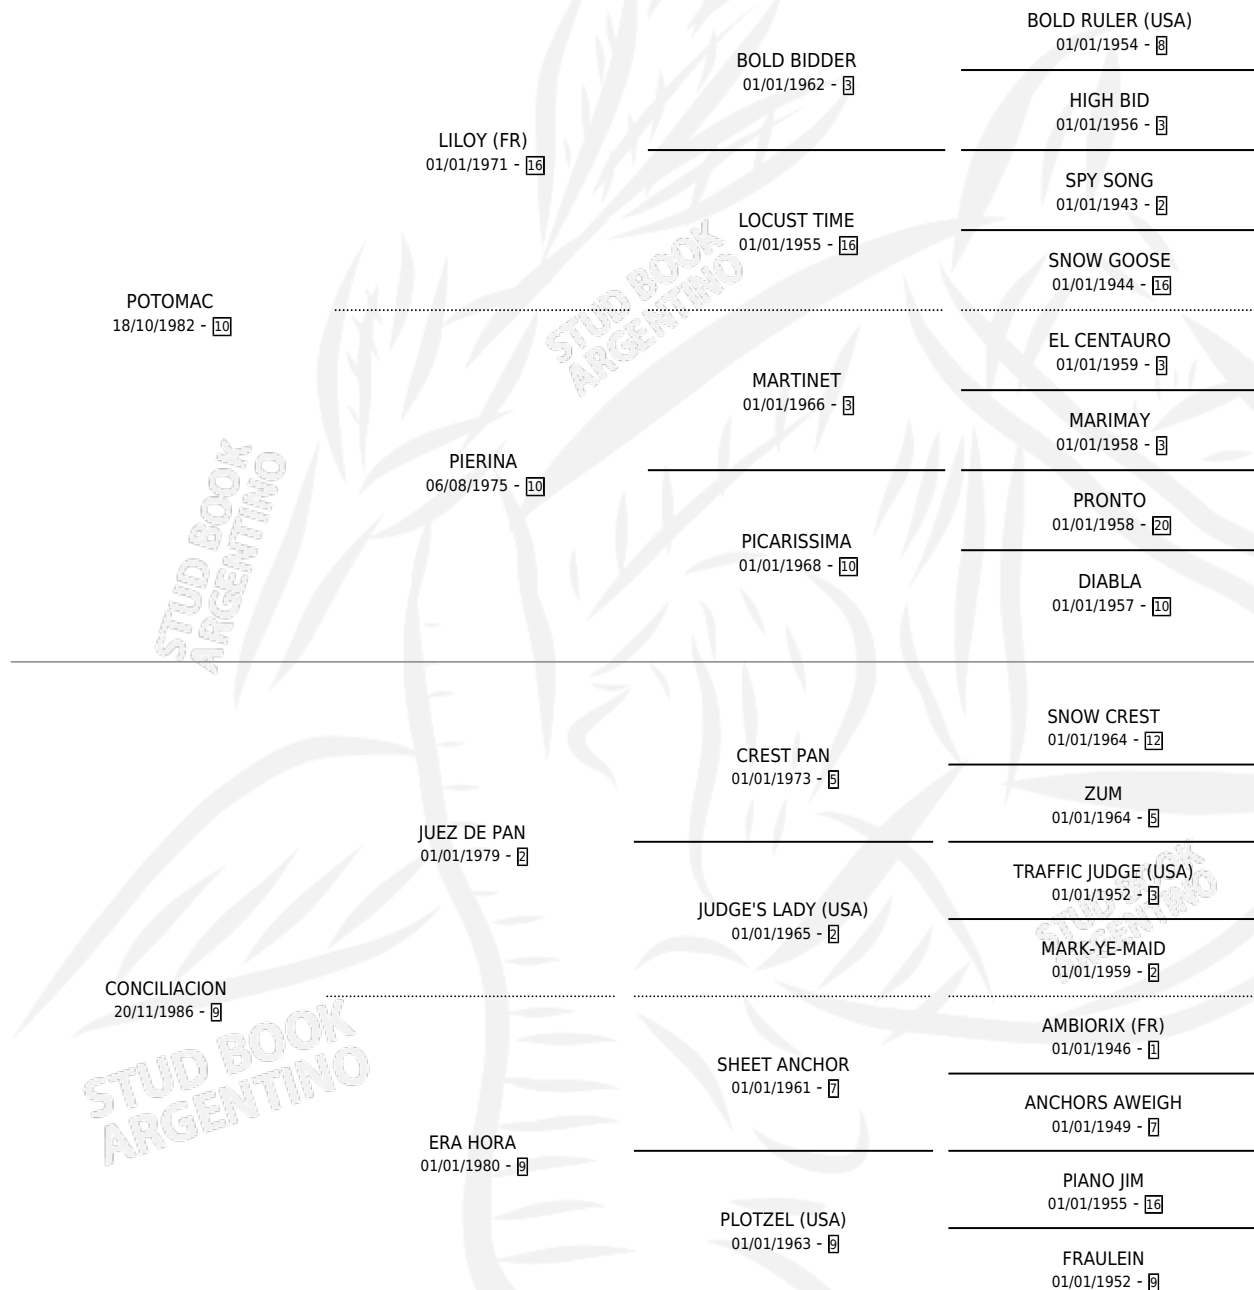 BOLD RULER (USA)
01/01/1954 - 8
BOLD BIDDER
01/01/1962 - 3
HIGH BID
01/01/1956 - 3
LILOY (FR)
01/01/1971 - 16
SPY SONG
01/01/1943 - 2
LOCUST TIME
01/01/1955 - 16
SNOW GOOSE
01/01/1944 - 16
POTOMAC
18/10/1982 - 10
STUD BOOK
ARGENTINO
EL CENTAURO
01/01/1959 - 3
MARTINET
01/01/1966 - 3
MARIMAY
01/01/1958 - 3
PIERINA
06/08/1975 - 10
PRONTO
01/01/1958 - 20
PICARISSIMA
01/01/1968 - 10
DIABLA
01/01/1957 - 10
STUD BOOK
ARGENTINO
SNOW CREST
01/01/1964 - 12
CREST PAN
01/01/1973 - 5
ZUM
01/01/1964 - 5
JUEZ DE PAN
01/01/1979 - 2
TRAFFIC JUDGE (USA)
01/01/1952 - 3
JUDGE'S LADY (USA)
01/01/1965 - 2
STUD BOOK
ARGENTINO
MARK-YE-MAID
01/01/1959 - 2
CONCILIACION
20/11/1986 - 9
AMBIORIX (FR)
01/01/1946 - 1
SHEET ANCHOR
01/01/1961 - 7
STUD BOOK
ARGENTINO
ANCHORS AWEIGH
01/01/1949 - 7
ERA HORA
01/01/1980 - 9
PIANO JIM
01/01/1955 - 16
PLOTZEL (USA)
01/01/1963 - 9
FRAULEIN
01/01/1952 - 9